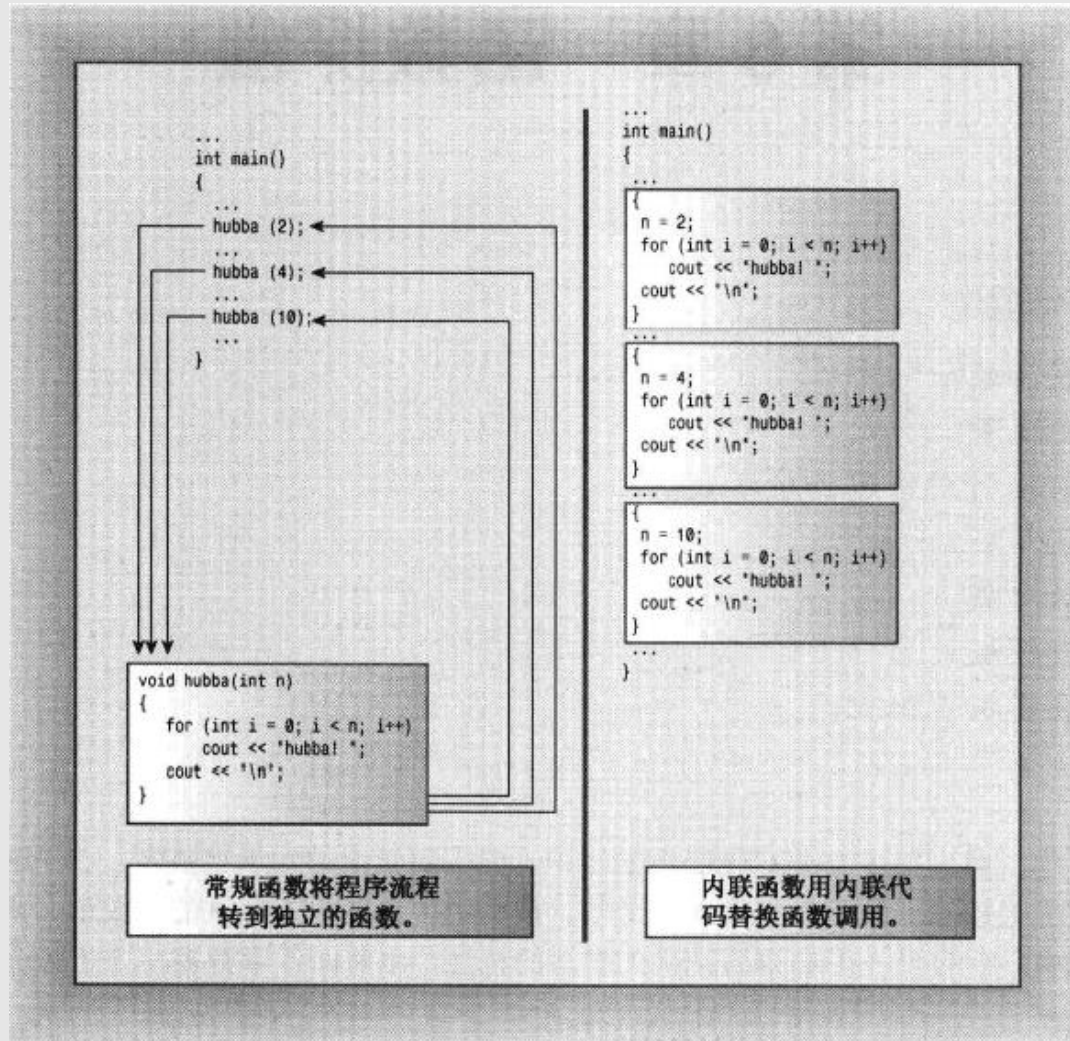 ...
int main()
{
...
hubba (2);
...
hubba (4);
...
hubba (10);
...
}
void hubba(int n)
{
for (int i = 0; i < n; i++)
cout << "hubba! ";
cout << "\n";
}
常规函数将程序流程
转到独立的函数。
...
int main()
{
...
{
n = 2;
for (int i = 0; i < n; i++)
cout << "hubba! ";
cout << "\n";
}
...
{
n = 4;
for (int i = 0; i < n; i++)
cout << "hubba! ";
cout << "\n";
}
...
{
n = 10;
for (int i = 0; i < n; i++)
cout << "hubba! ";
cout << "\n";
}
...
}
内联函数用内联代
码替换函数调用。